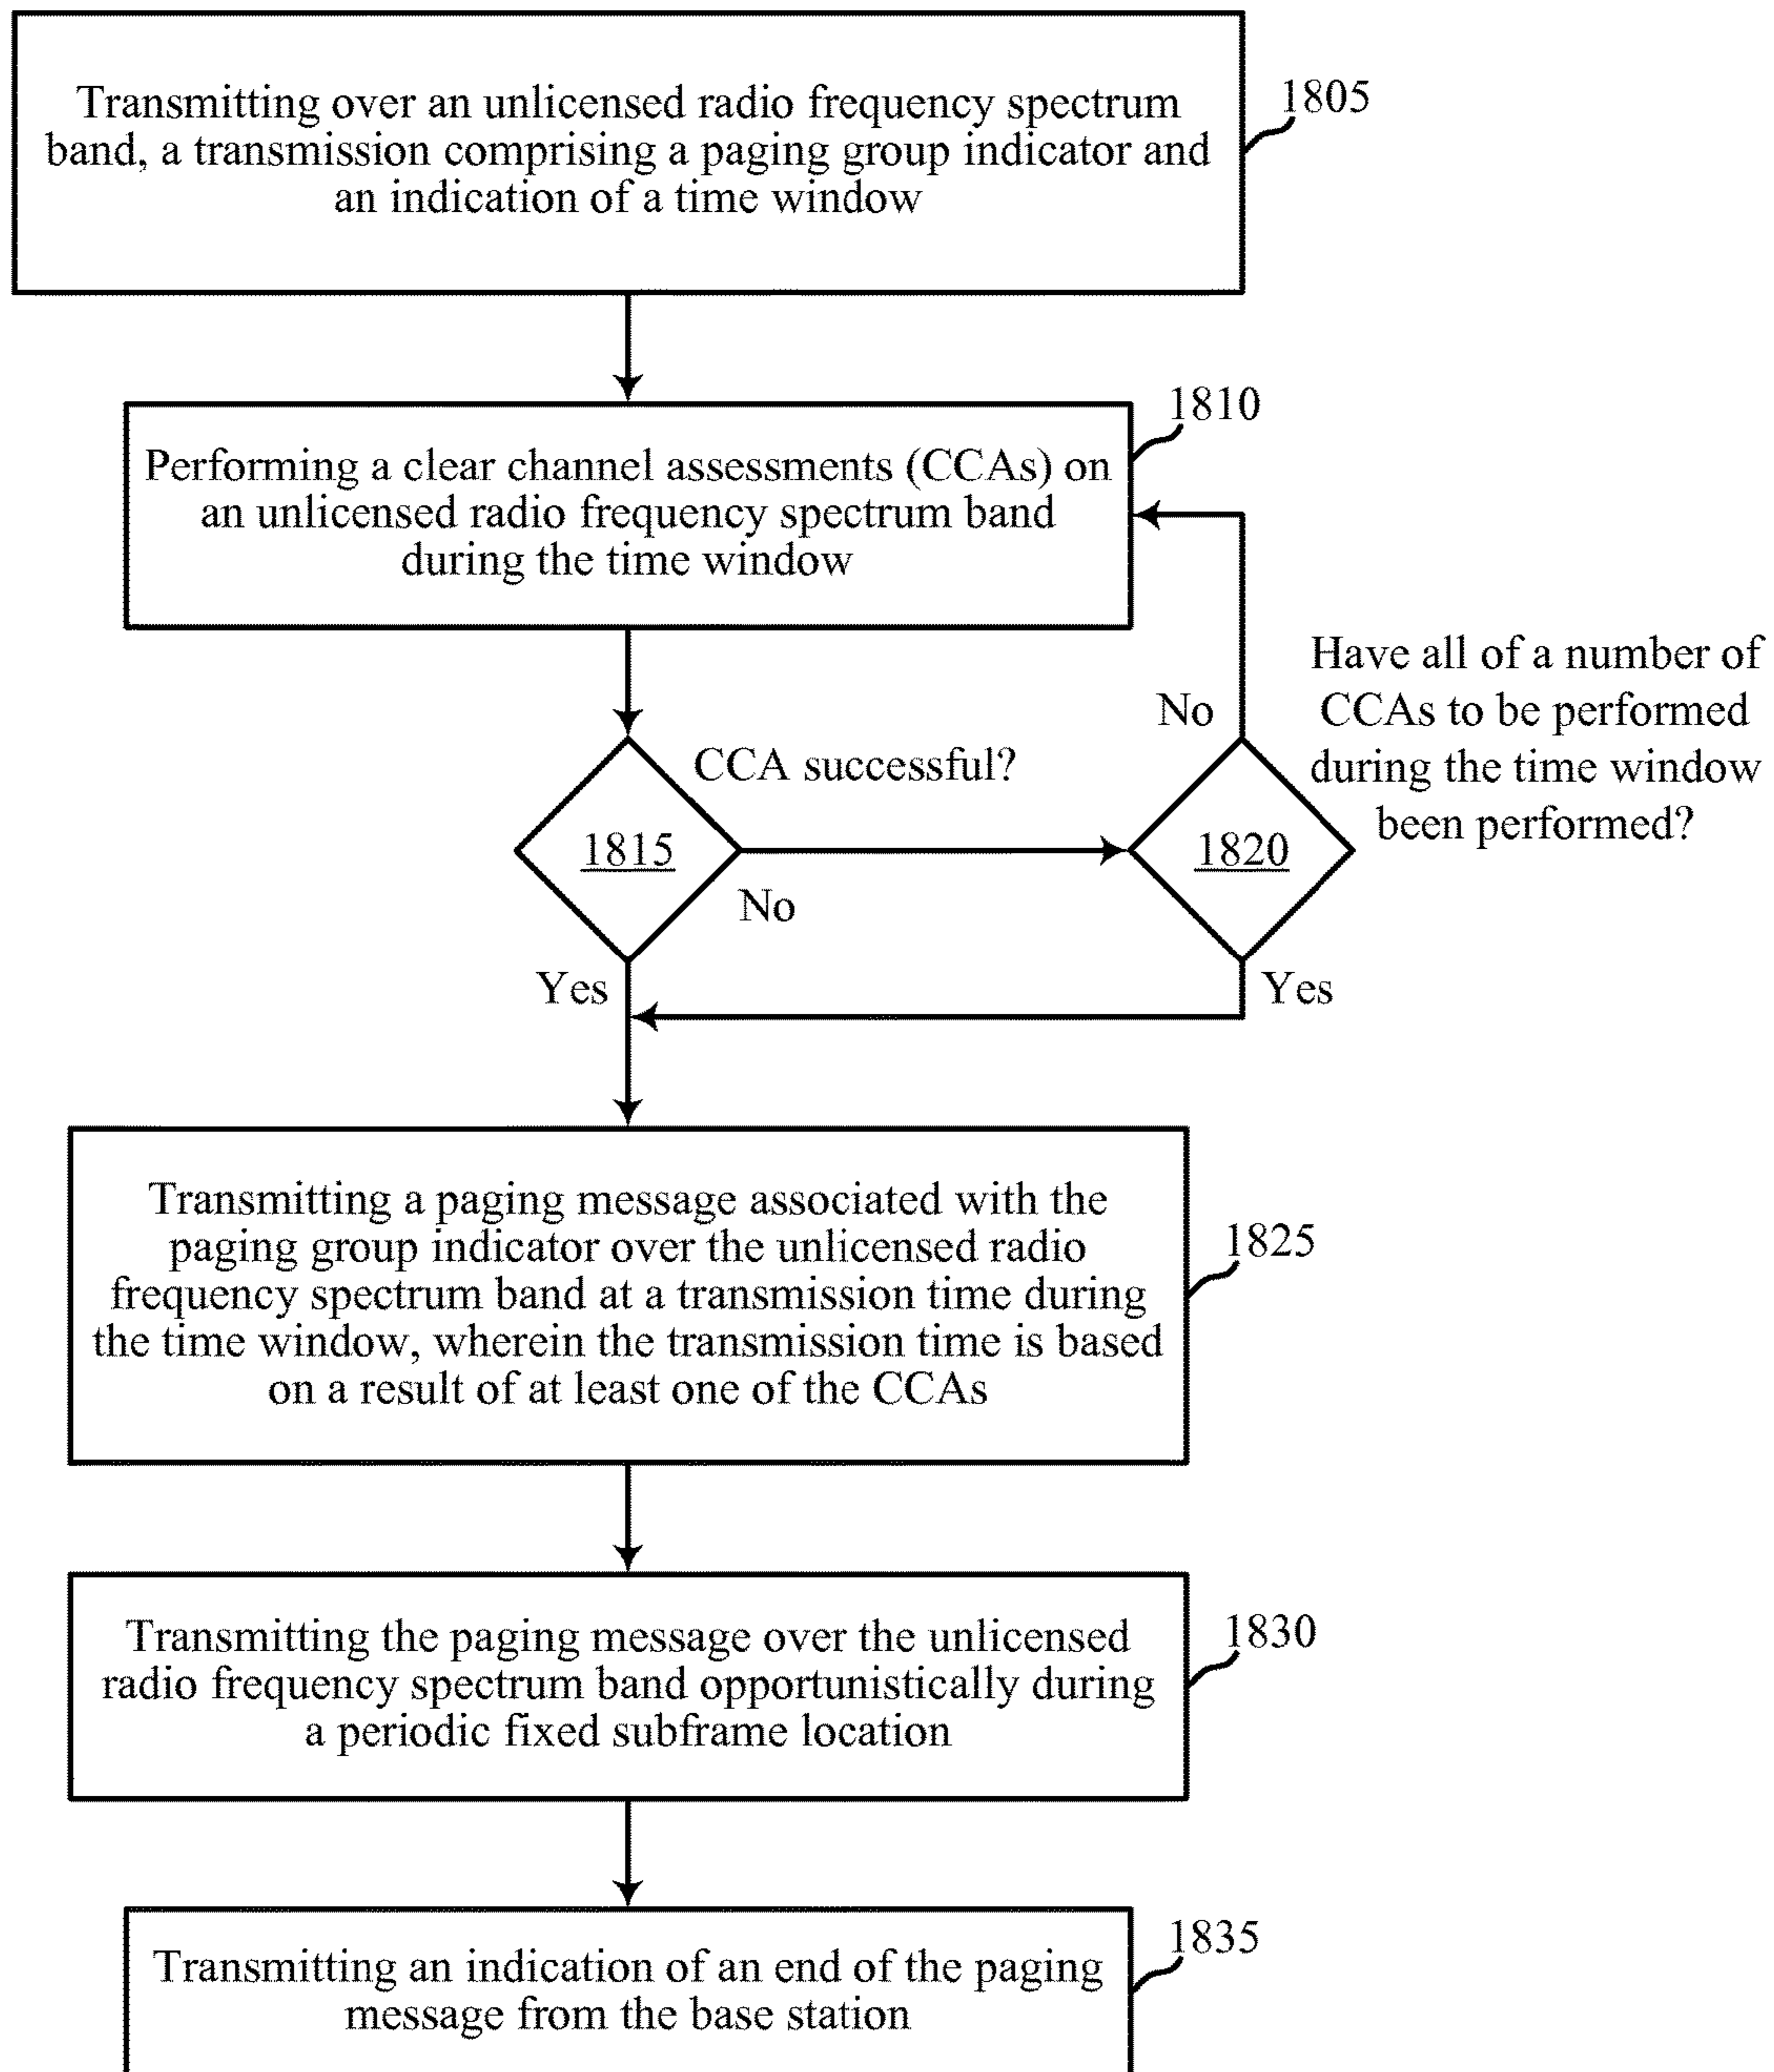 Transmitting over an unlicensed radio frequency spectrum
band, a transmission comprising a paging group indicator and
an indication of a time window
1805
Performing a clear channel assessments (CCAs) on
an unlicensed radio frequency spectrum band
during the time window
1810
CCA successful?
1815
No
Yes
Have all of a number of
CCAs to be performed
during the time window
been performed?
No
1820
Yes
Transmitting a paging message associated with the
paging group indicator over the unlicensed radio
frequency spectrum band at a transmission time during
the time window, wherein the transmission time is based
on a result of at least one of the CCAs
1825
Transmitting the paging message over the unlicensed
radio frequency spectrum band opportunistically during
a periodic fixed subframe location
1830
Transmitting an indication of an end of the paging
message from the base station
1835